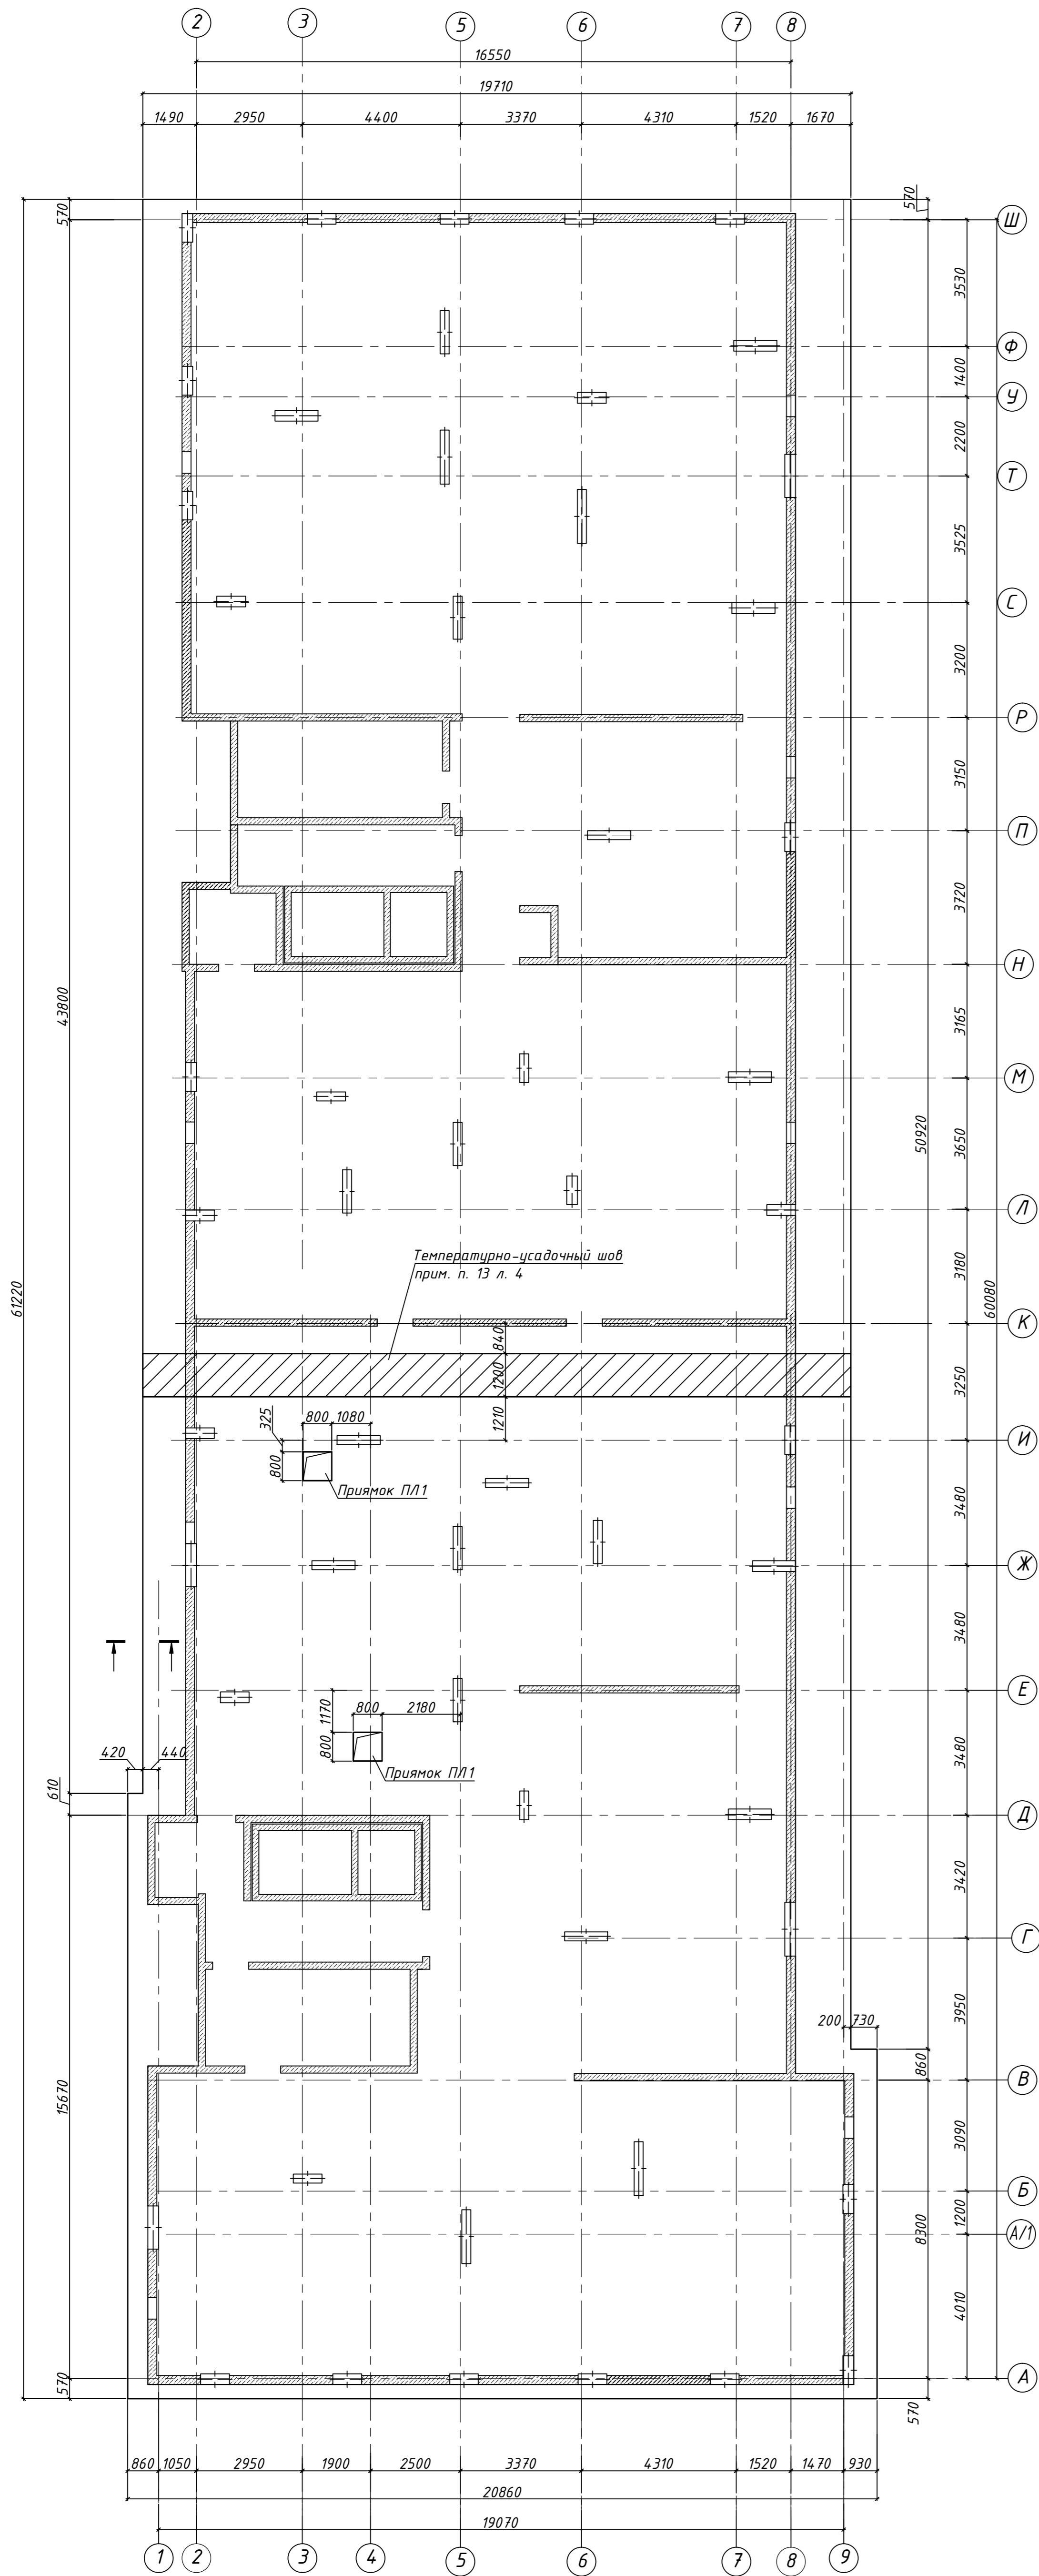 2 3 5 6 7 8
16550
19710
1490 2950 4400 3370 4310 1520 1670
570
570
Ш
3530
Ф
1400
У
2200
Т
3525
С
3200
Р
3150
П
3720
Н
43800
3165
М
50920
3650
Л
Температурно-усадочный шов
прим. п. 13 л. 4
3180
61220
60080
К
840
1200
3250
1210
325
800 1080
И
800
Приямок ПЛ1
3480
Ж
3480
Е
1170
800 2180
800
Приямок ПЛ1
3480
420 440
610
Д
3420
Г
3950
200 730
860
В
15670
3090
Б
1200
А/1
8300
4010
570
А
570
860 1050 2950 1900 2500 3370 4310 1520 1470 930
20860
19070
1 2 3 4 5 6 7 8 9